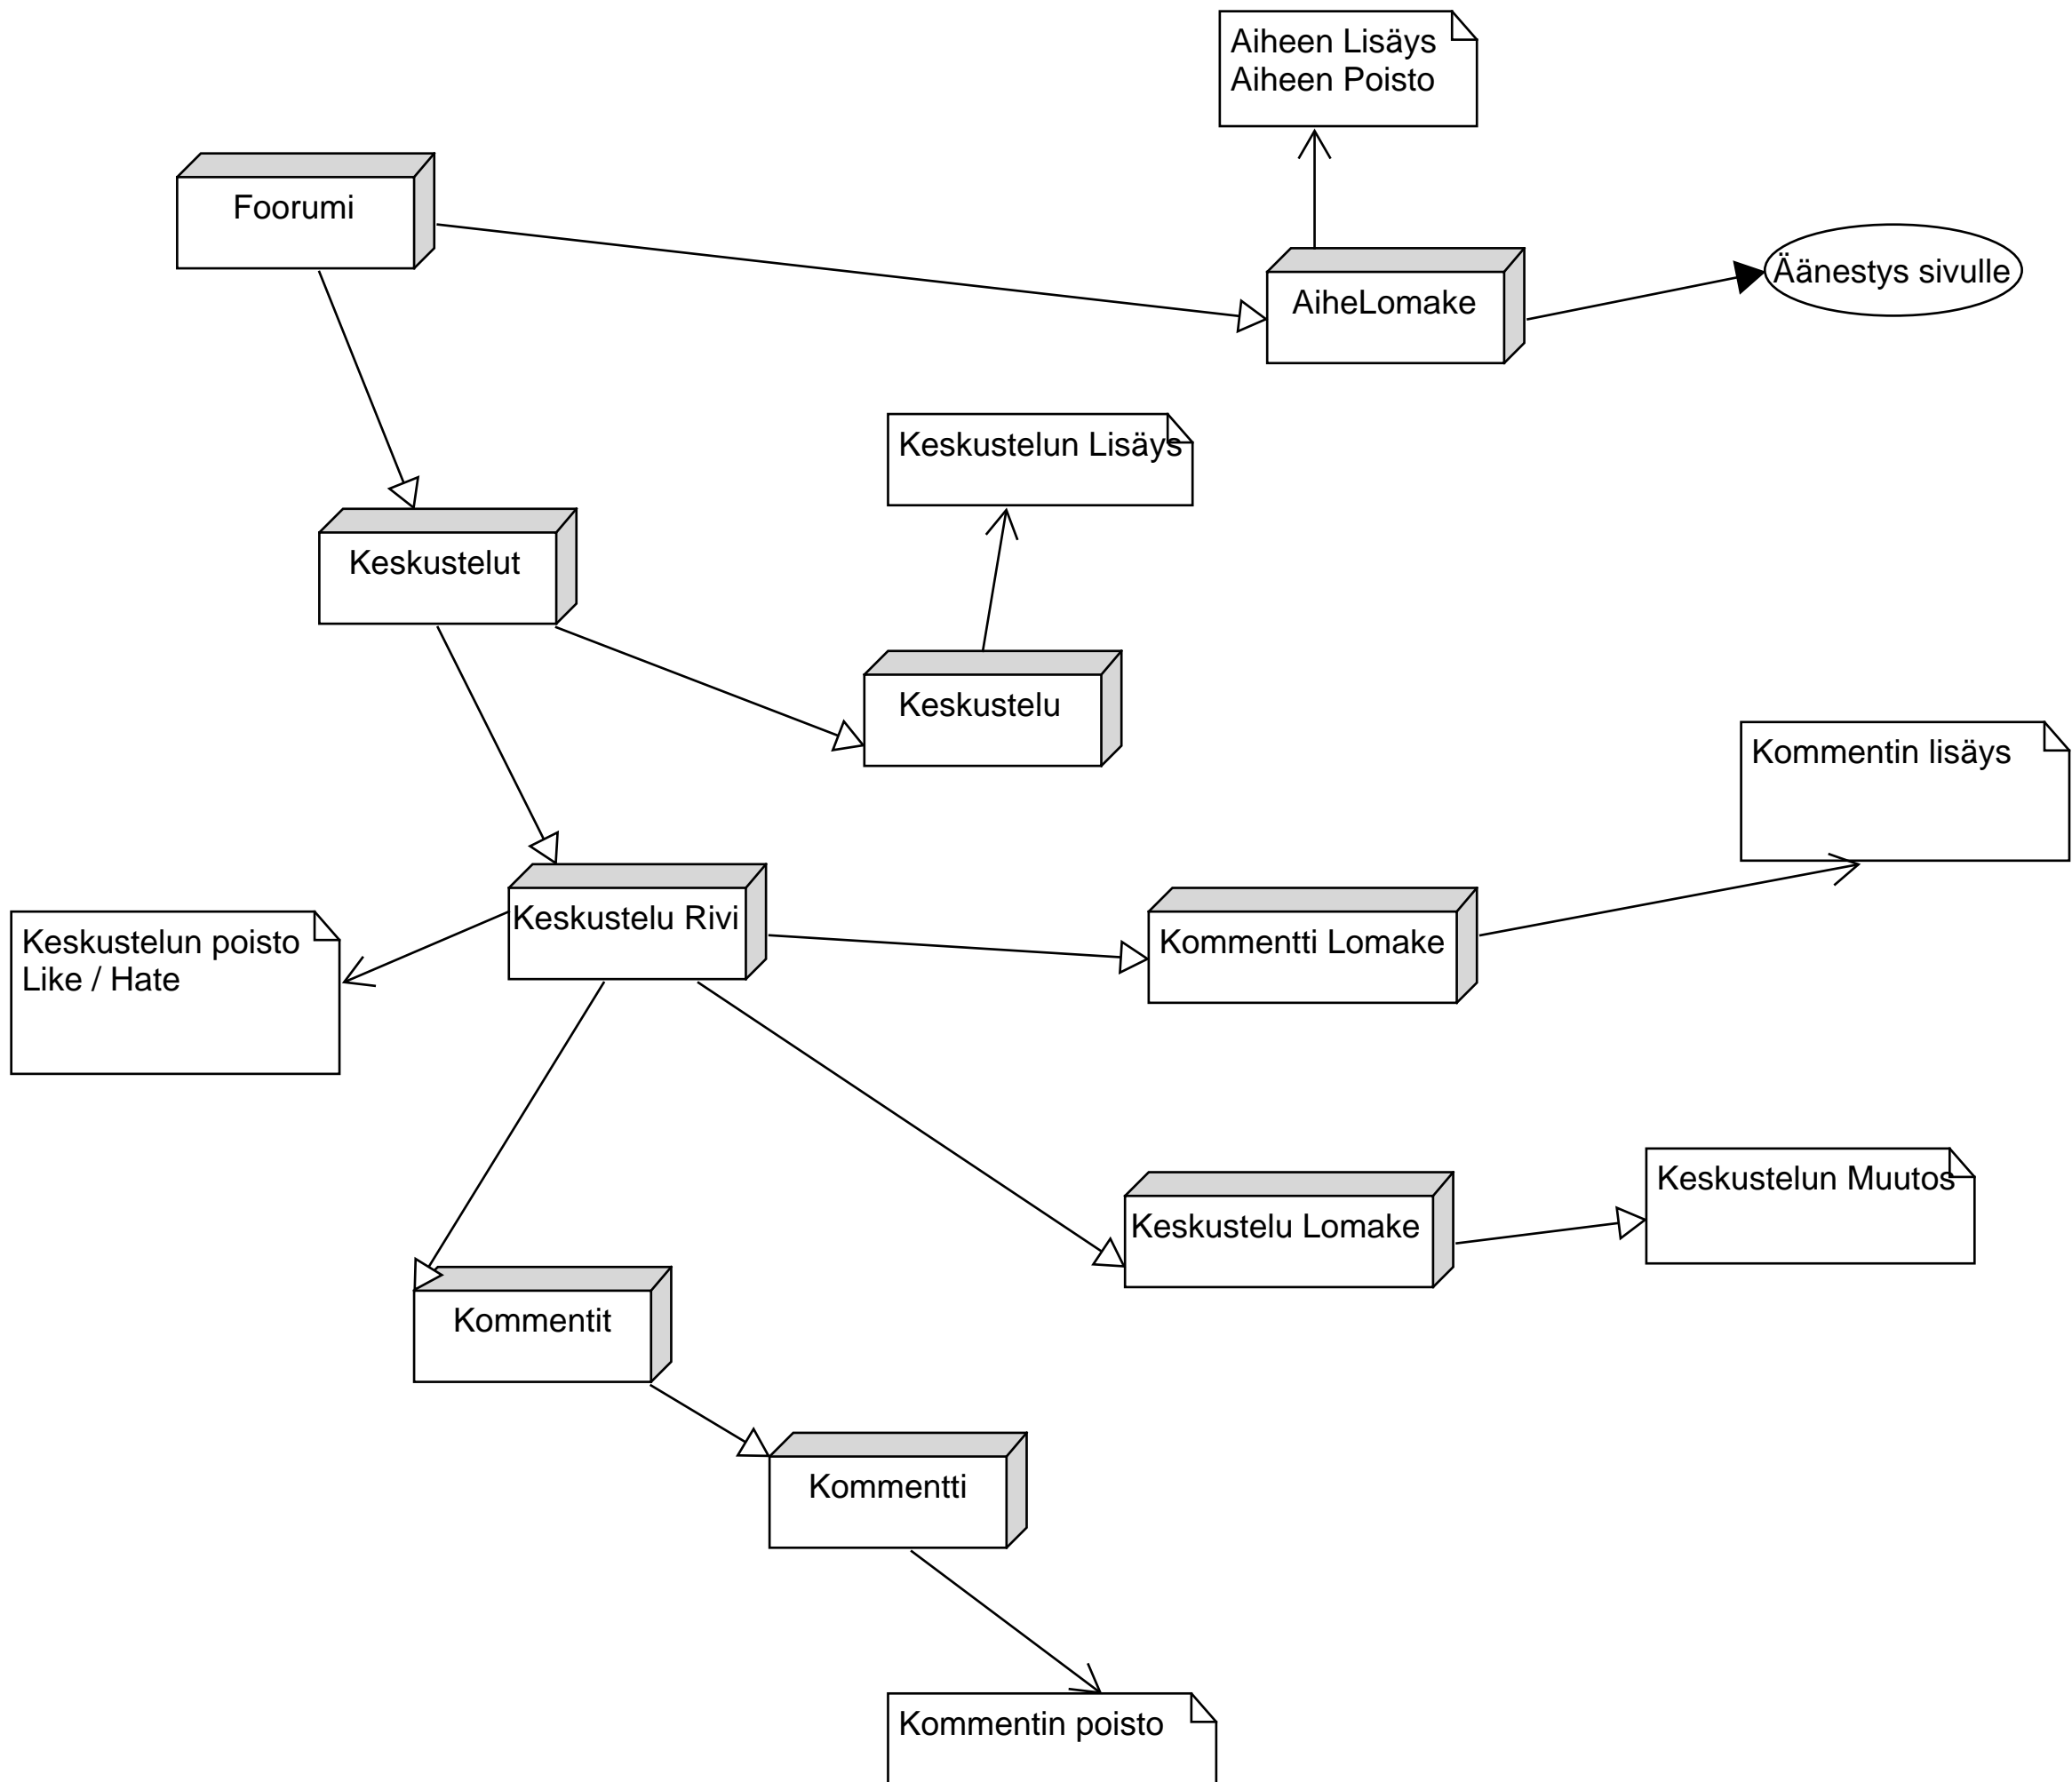 Aiheen Lisäys
Aiheen Poisto
Foorumi
AiheLomake
Äänestys sivulle
Keskustelun Lisäys
Keskustelut
Keskustelu
Kommentin lisäys
Keskustelu Rivi
Kommentti Lomake
Keskustelun poisto
Like / Hate
Keskustelun Muutos
Keskustelu Lomake
Kommentit
Kommentti
Kommentin poisto